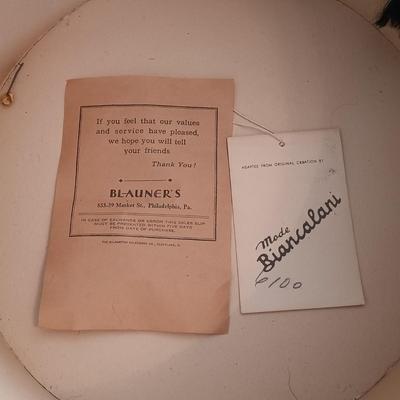 If you feel that our values
and service have pleased,
we hope you will tell
your friends
Thank You!
BLAUNER'S
833-39 Market St., Philadelphia, Pa.
IN CASE OF EXCHANGE OR ERROR THIS SALES SLIP
MUST BE PRESENTED WITHIN FIVE DAYS
FROM DATE OF PURCHASE.
ADAPTED FROM ORIGINAL CREATION BY
Mode
Biancalani
6100